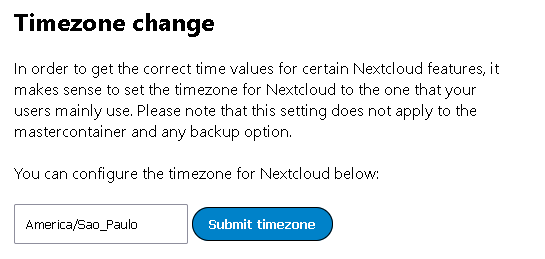 Timezone change
In order to get the correct time values for certain Nextcloud features, it
makes sense to set the timezone for Nextcloud to the one that your
users mainly use. Please note that this setting does not apply to the
mastercontainer and any backup option.
You can configure the timezone for Nextcloud below:
America/Sao_Paulo Submit timezone